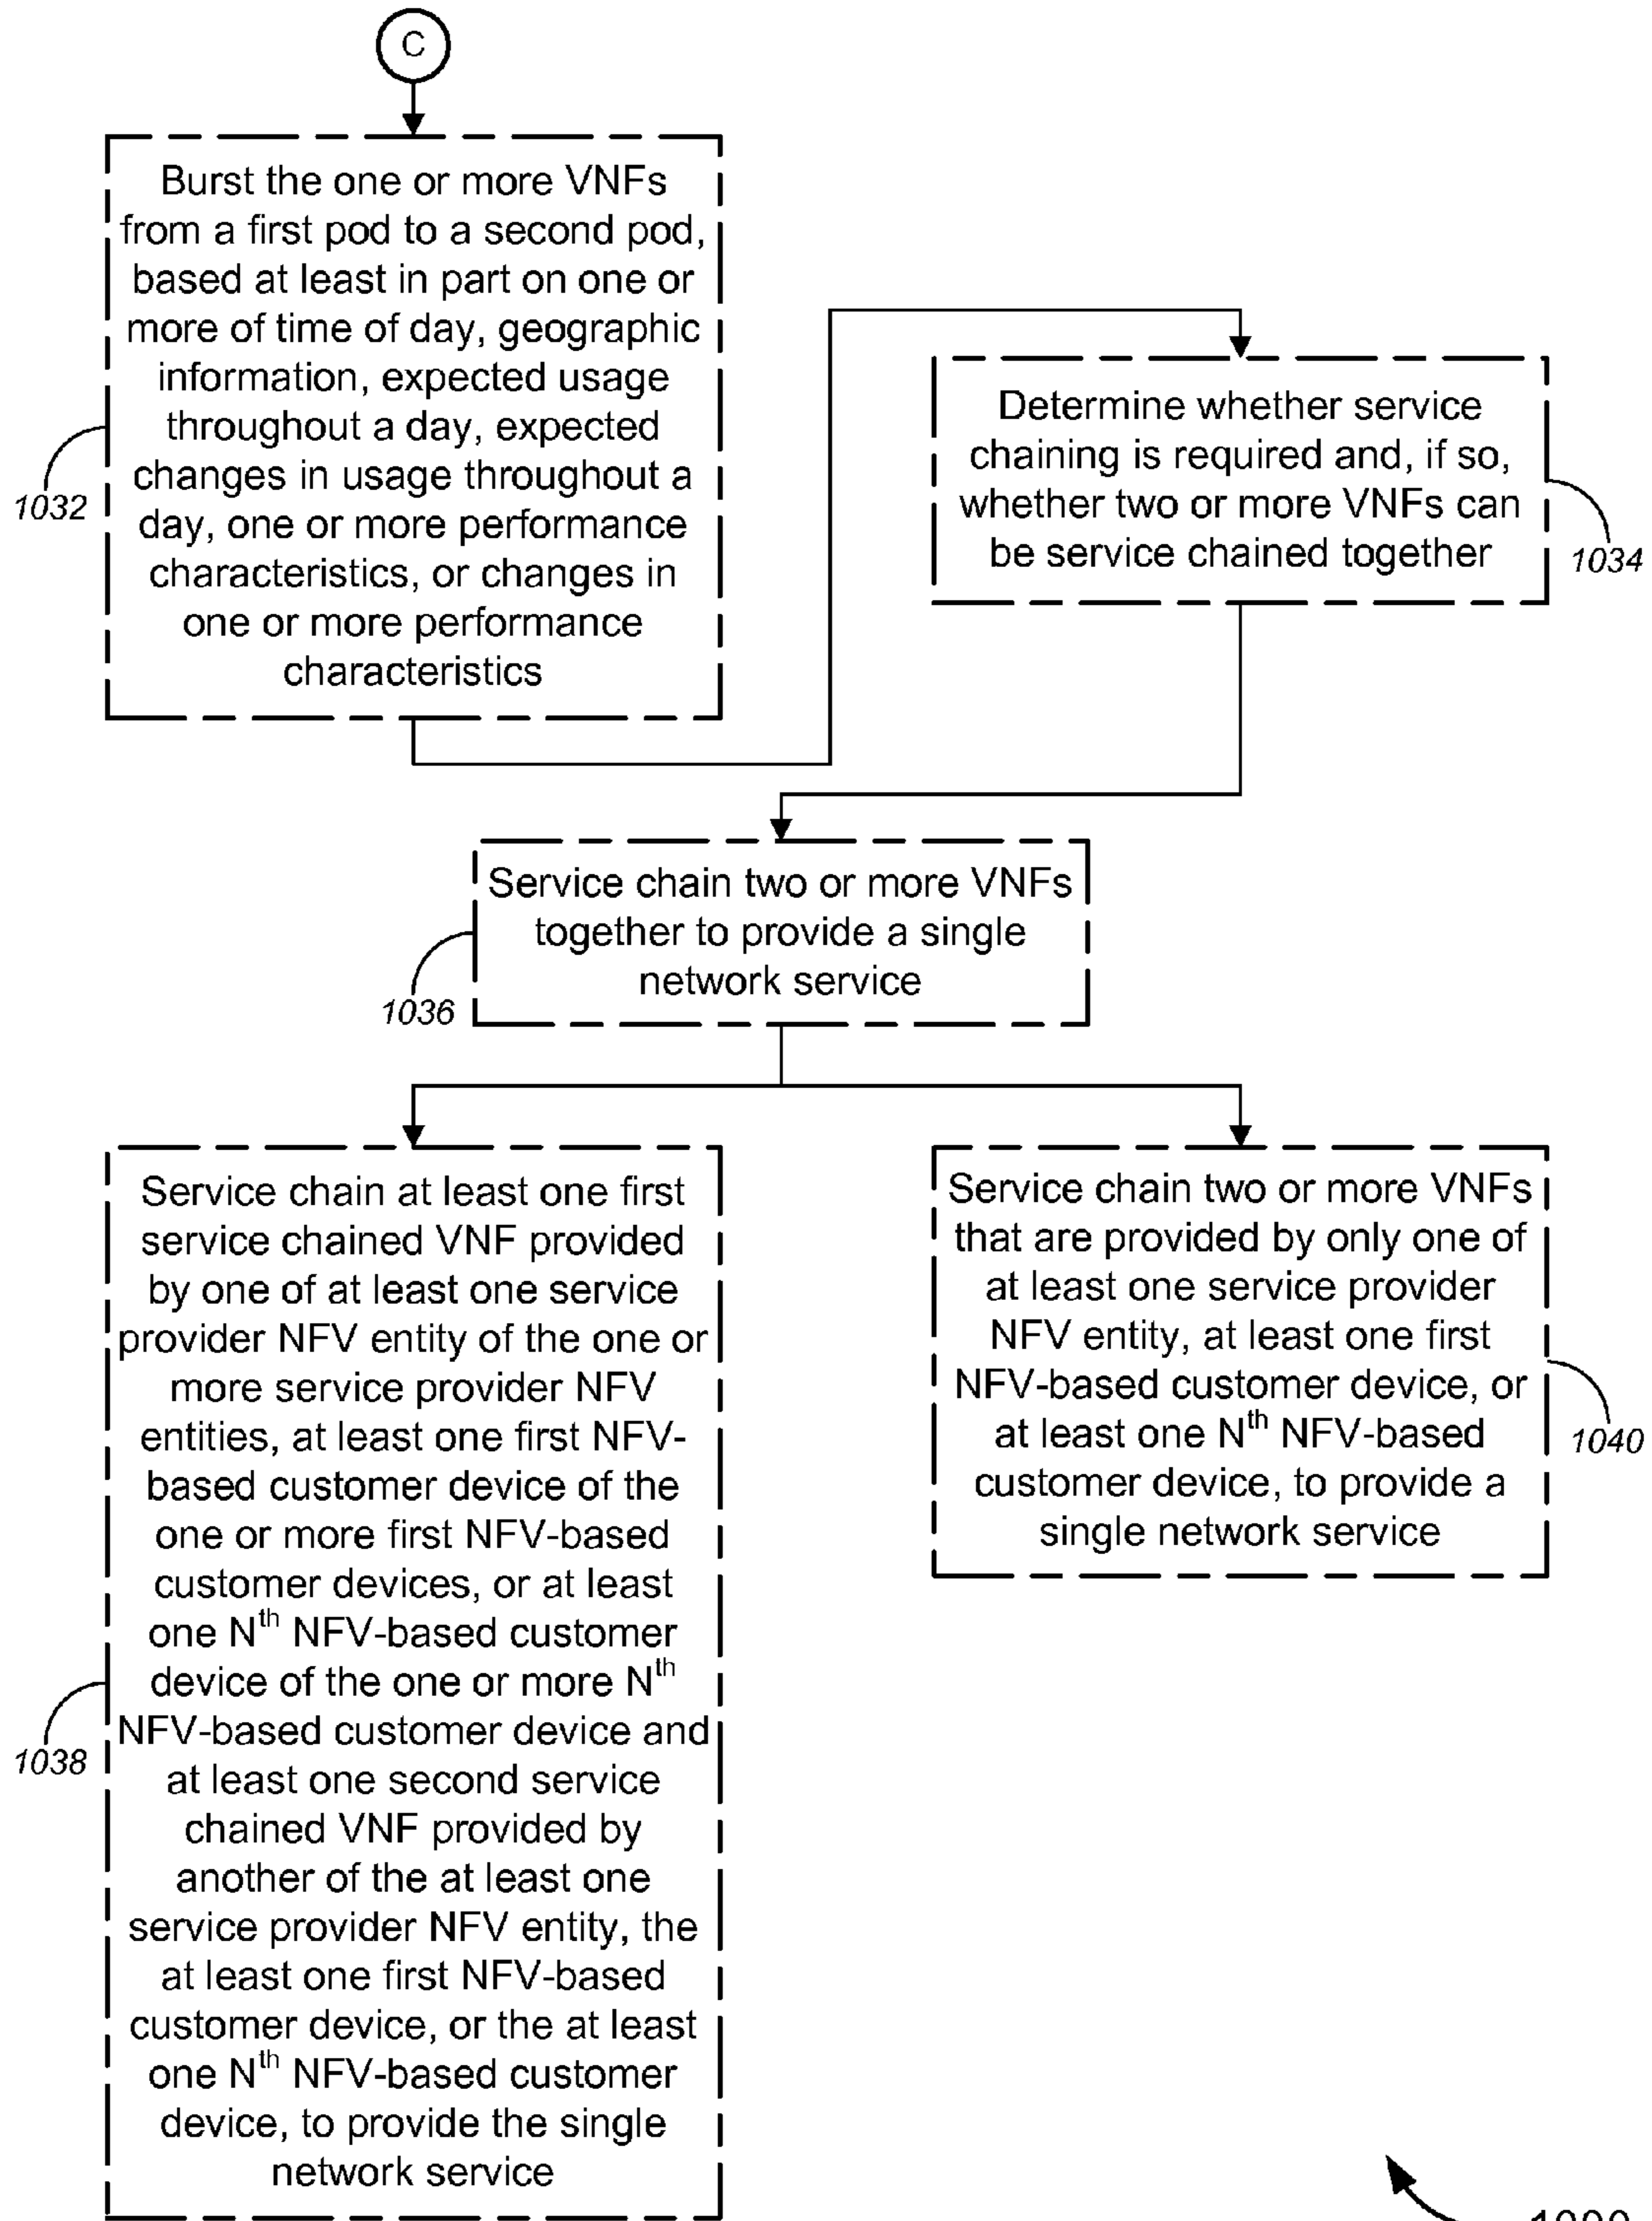 C
Burst the one or more VNFs
from a first pod to a second pod,
based at least in part on one or
more of time of day, geographic
information, expected usage
throughout a day, expected
changes in usage throughout a
day, one or more performance
characteristics, or changes in
one or more performance
characteristics
1032
Determine whether service
chaining is required and, if so,
whether two or more VNFs can
be service chained together
1034
Service chain two or more VNFs
together to provide a single
network service
1036
Service chain at least one first
service chained VNF provided
by one of at least one service
provider NFV entity of the one or
more service provider NFV
entities, at least one first NFV-
based customer device of the
one or more first NFV-based
customer devices, or at least
one Nth NFV-based customer
device of the one or more Nth
NFV-based customer device and
at least one second service
chained VNF provided by
another of the at least one
service provider NFV entity, the
at least one first NFV-based
customer device, or the at least
one Nth NFV-based customer
device, to provide the single
network service
1038
Service chain two or more VNFs
that are provided by only one of
at least one service provider
NFV entity, at least one first
NFV-based customer device, or
at least one Nth NFV-based
customer device, to provide a
single network service
1040